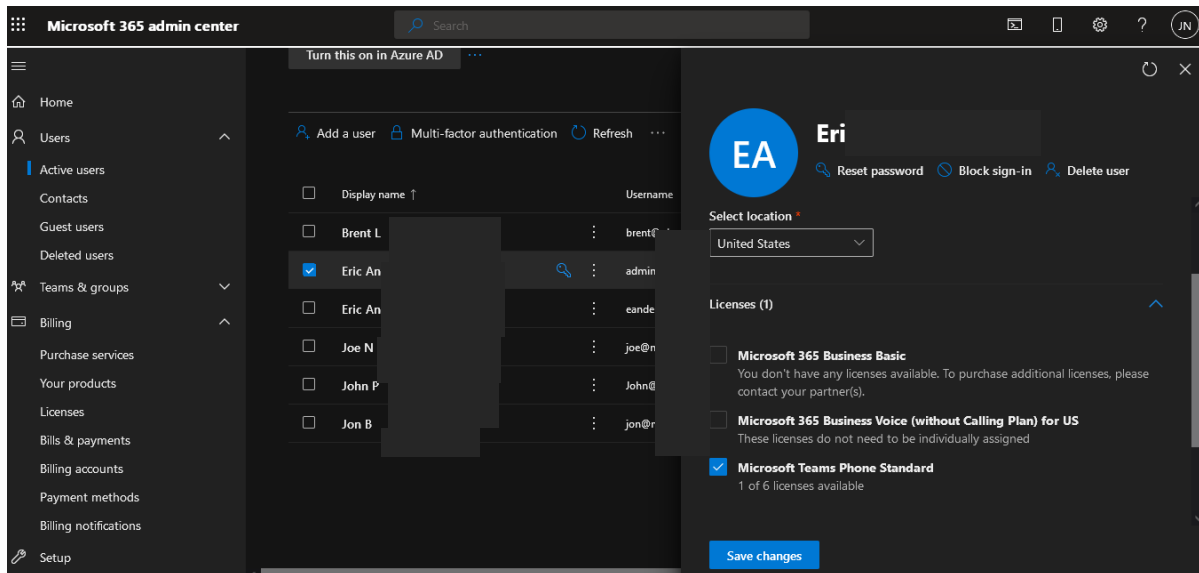 Microsoft 365 admin center
Search
JN
Turn this on in Azure AD
Home
Users
Active users
Contacts
Guest users
Deleted users
Teams & groups
Billing
Purchase services
Your products
Licenses
Bills & payments
Billing accounts
Payment methods
Billing notifications
Setup
Add a user Multi-factor authentication Refresh
Display name ↑ Username
Brent L brent@
Eric An admin
Eric An eande
Joe N joe@n
John P John@
Jon B jon@r
EA
Eri
Reset password Block sign-in Delete user
Select location *
United States
Licenses (1)
Microsoft 365 Business Basic
You don't have any licenses available. To purchase additional licenses, please
contact your partner(s).
Microsoft 365 Business Voice (without Calling Plan) for US
These licenses do not need to be individually assigned
Microsoft Teams Phone Standard
1 of 6 licenses available
Save changes